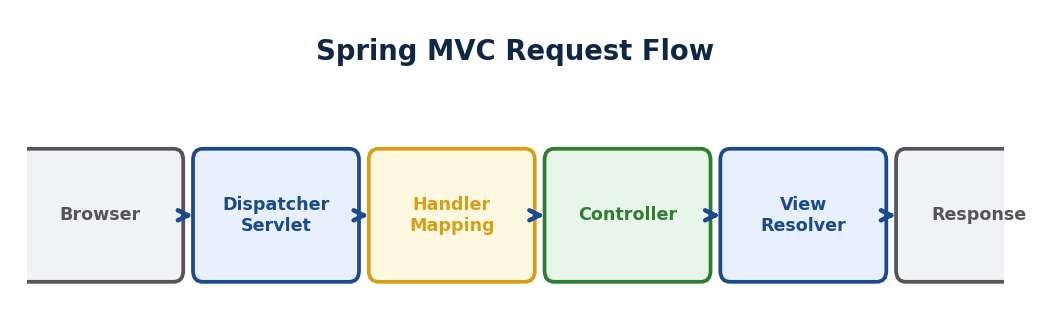 Spring MVC Request Flow
Browser
Dispatcher
Servlet
Handler
Mapping
Controller
View
Resolver
Response